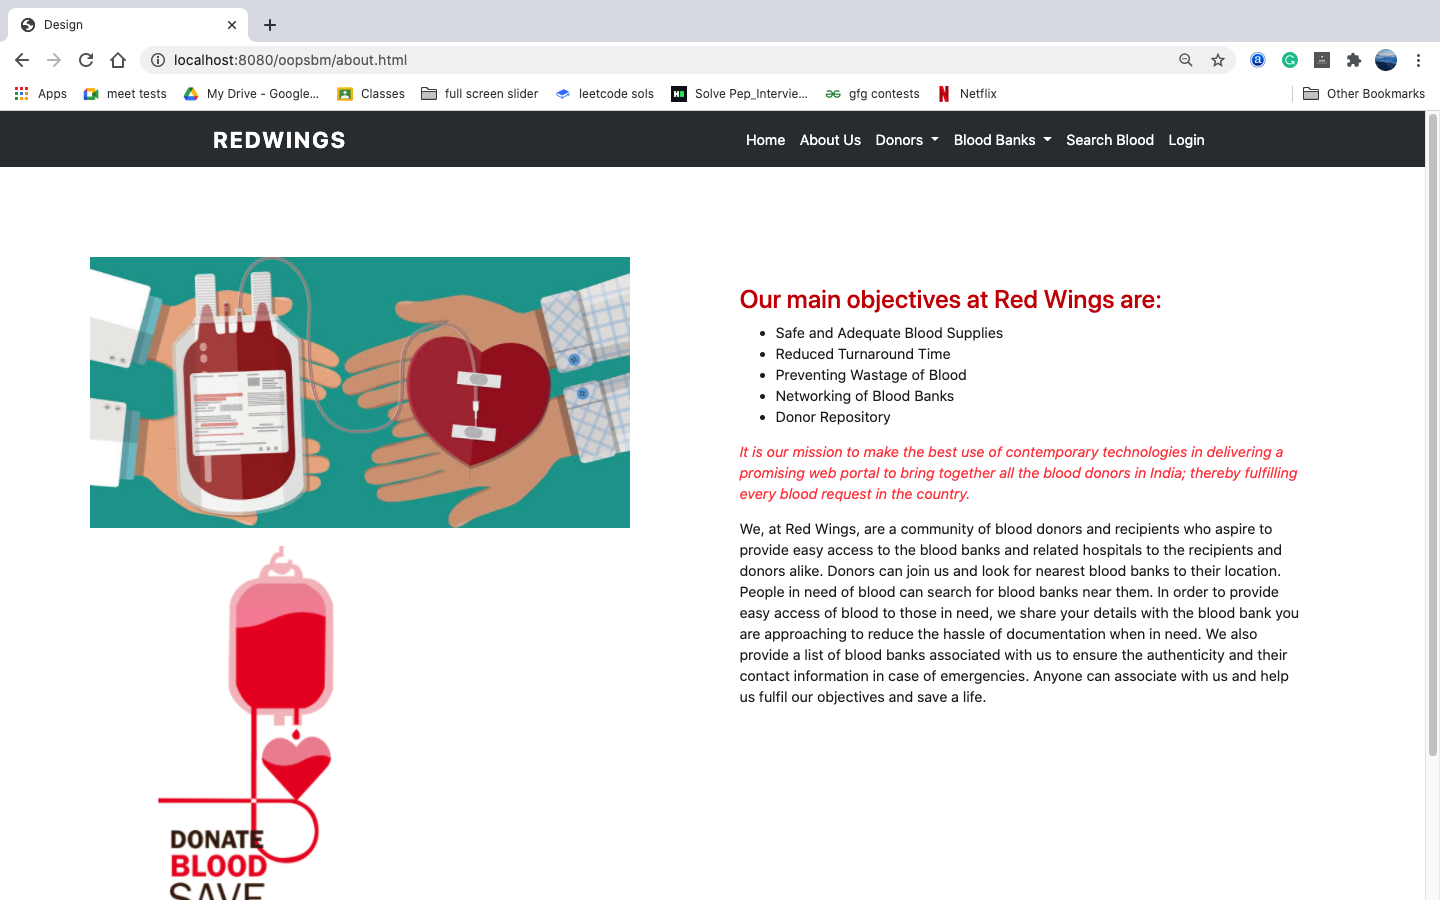 Design
localhost:8080/oopsbm/about.html
Apps
meet tests
My Drive - Google...
Classes
full screen slider
leetcode sols
Solve Pep_Intervie...
gfg contests
Netflix
Other Bookmarks
REDWINGS
Home
About Us
Donors
Blood Banks
Search Blood
Login
Our main objectives at Red Wings are:
Safe and Adequate Blood Supplies
Reduced Turnaround Time
Preventing Wastage of Blood
Networking of Blood Banks
Donor Repository
It is our mission to make the best use of contemporary technologies in delivering a
promising web portal to bring together all the blood donors in India; thereby fulfilling
every blood request in the country.
We, at Red Wings, are a community of blood donors and recipients who aspire to
provide easy access to the blood banks and related hospitals to the recipients and
donors alike. Donors can join us and look for nearest blood banks to their location.
People in need of blood can search for blood banks near them. In order to provide
easy access of blood to those in need, we share your details with the blood bank you
are approaching to reduce the hassle of documentation when in need. We also
provide a list of blood banks associated with us to ensure the authenticity and their
contact information in case of emergencies. Anyone can associate with us and help
us fulfil our objectives and save a life.
DONATE
BLOOD
SAVE